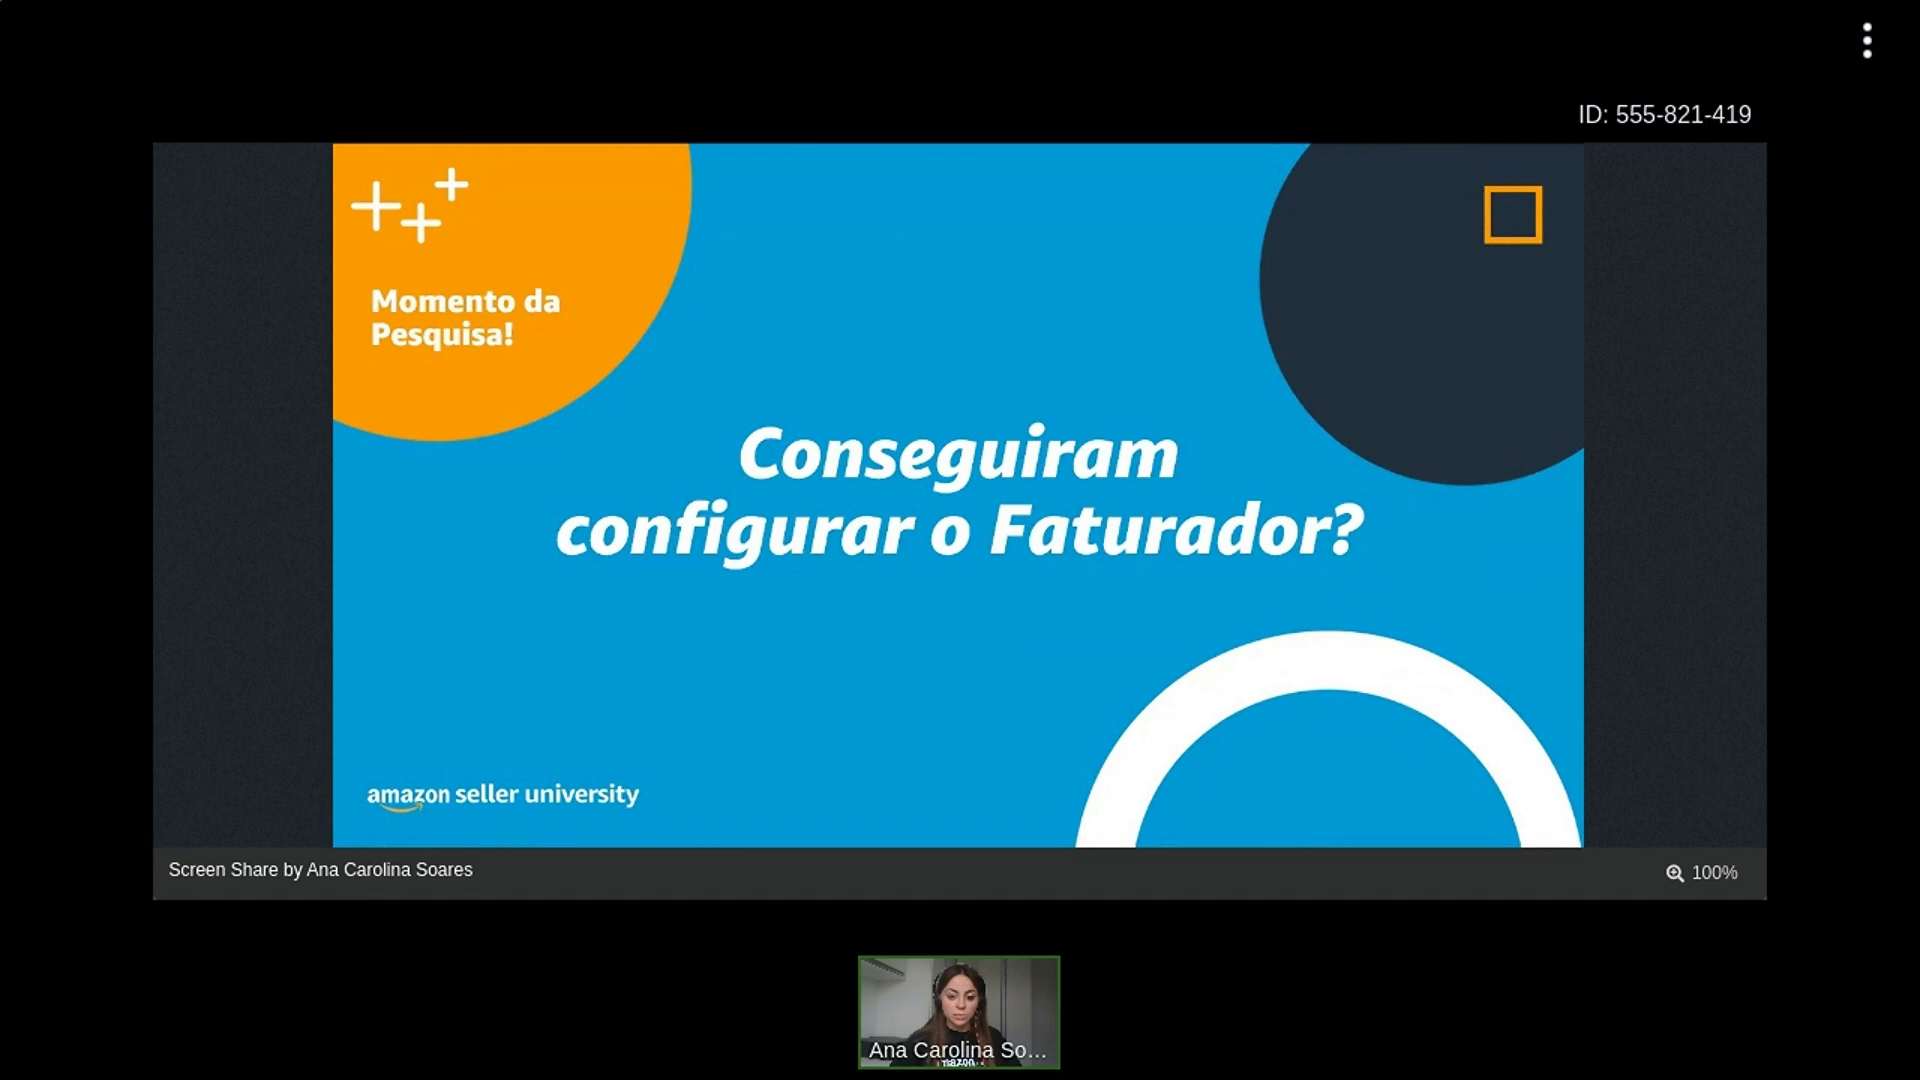 ID: 555-821-419
Momento da
Pesquisa!
Conseguiram
configurar o Faturador?
amazon seller university
Screen Share by Ana Carolina Soares
100%
Ana Carolina So...